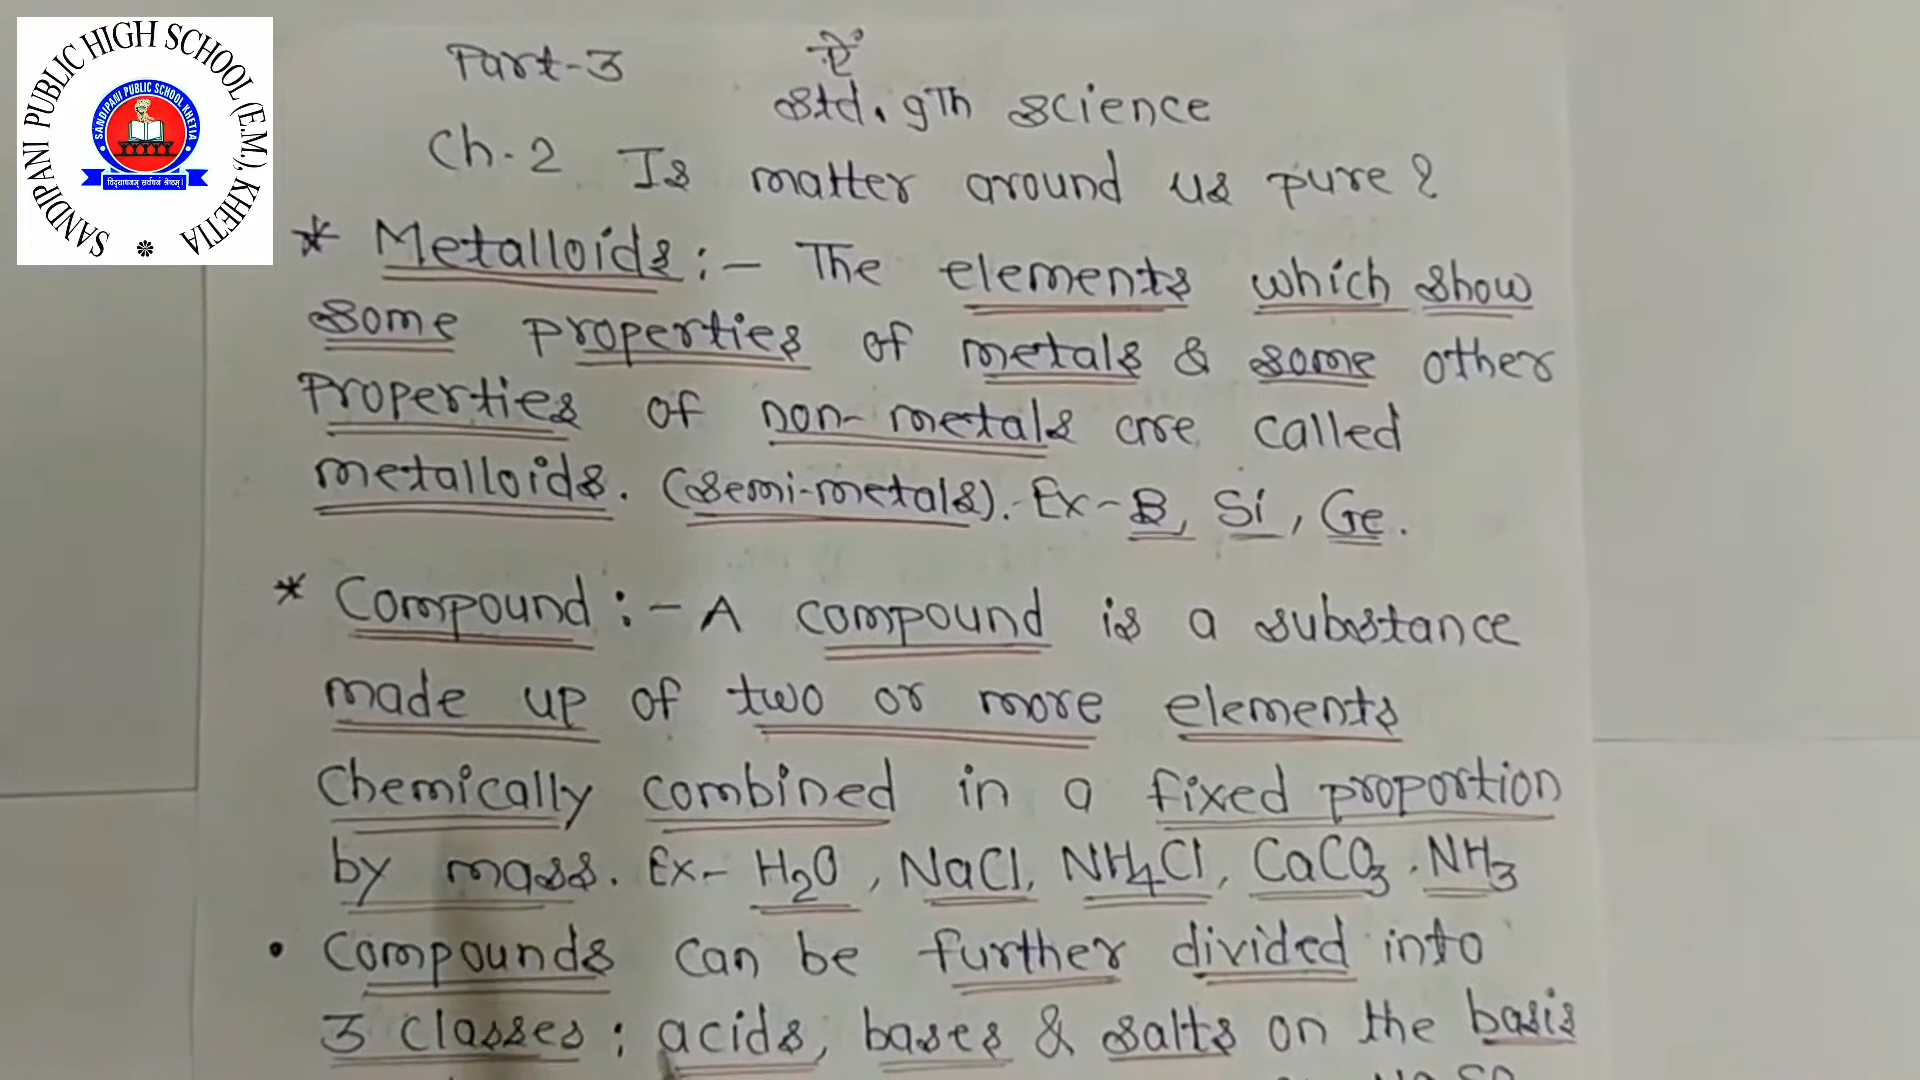 SANDIPANI PUBLIC HIGH SCHOOL (E.M.), KHETIA
SANDIPANI PUBLIC SCHOOL KHETIA
Part-3
ऐं
Std. 9Th Science
Ch-2 Is matter around us pure?
* Metalloids :- The elements which show
some properties of metals & some other
Properties of non-metals are called
metalloids. (semi-metals). Ex- B, Si, Ge.
* Compound :- A compound is a substance
made up of two or more elements
Chemically combined in a fixed proportion
by mass. Ex- H2O, NaCl, NH4Cl, CaCO3. NH3
• Compounds can be further divided into
3 Classes : acids, bases & salts on the basis